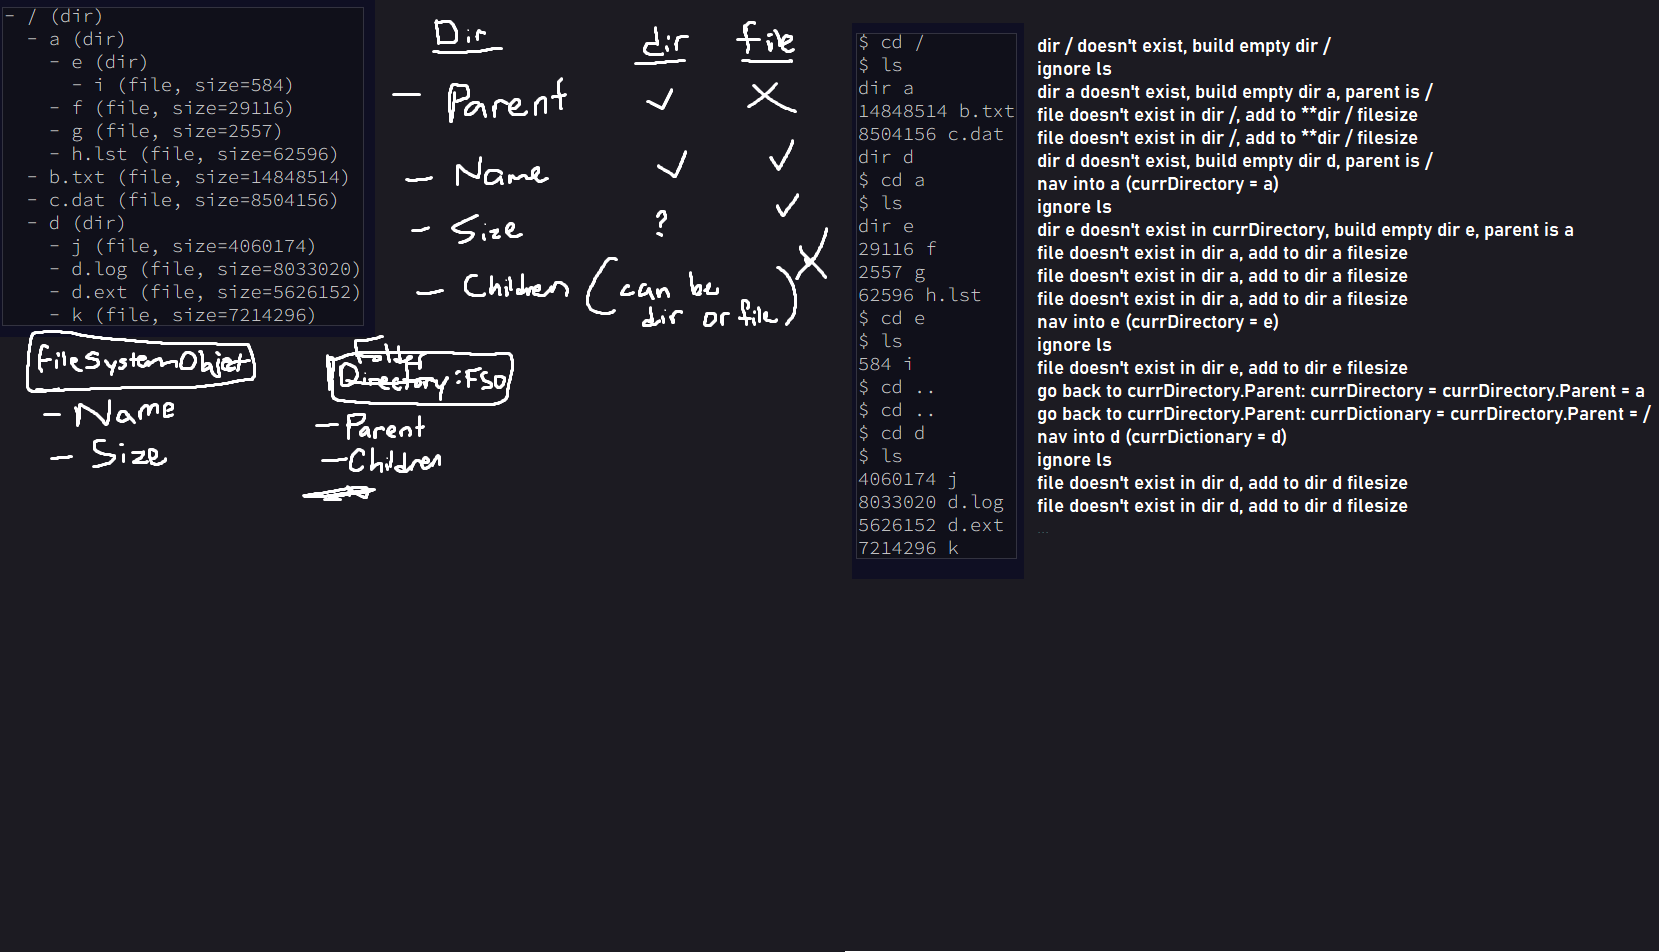 - / (dir)
- a (dir)
- e (dir)
- i (file, size=584)
- f (file, size=29116)
- g (file, size=2557)
- h.lst (file, size=62596)
- b.txt (file, size=14848514)
- c.dat (file, size=8504156)
- d (dir)
- j (file, size=4060174)
- d.log (file, size=8033020)
- d.ext (file, size=5626152)
- k (file, size=7214296)
Dir dir file
- Parent
- Name
- Size ?
- Children (can be
dir or file)
FileSystemObjet
- Name
- Size
Folder
Directory:FSO
- Parent
- Children
$ cd /
$ ls
dir a
14848514 b.txt
8504156 c.dat
dir d
$ cd a
$ ls
dir e
29116 f
2557 g
62596 h.lst
$ cd e
$ ls
584 i
$ cd ..
$ cd ..
$ cd d
$ ls
4060174 j
8033020 d.log
5626152 d.ext
7214296 k
dir / doesn't exist, build empty dir /
ignore ls
dir a doesn't exist, build empty dir a, parent is /
file doesn't exist in dir /, add to **dir / filesize
file doesn't exist in dir /, add to **dir / filesize
dir d doesn't exist, build empty dir d, parent is /
nav into a (currDirectory = a)
ignore ls
dir e doesn't exist in currDirectory, build empty dir e, parent is a
file doesn't exist in dir a, add to dir a filesize
file doesn't exist in dir a, add to dir a filesize
file doesn't exist in dir a, add to dir a filesize
nav into e (currDirectory = e)
ignore ls
file doesn't exist in dir e, add to dir e filesize
go back to currDirectory.Parent: currDirectory = currDirectory.Parent = a
go back to currDirectory.Parent: currDictionary = currDirectory.Parent = /
nav into d (currDictionary = d)
ignore ls
file doesn't exist in dir d, add to dir d filesize
file doesn't exist in dir d, add to dir d filesize
...